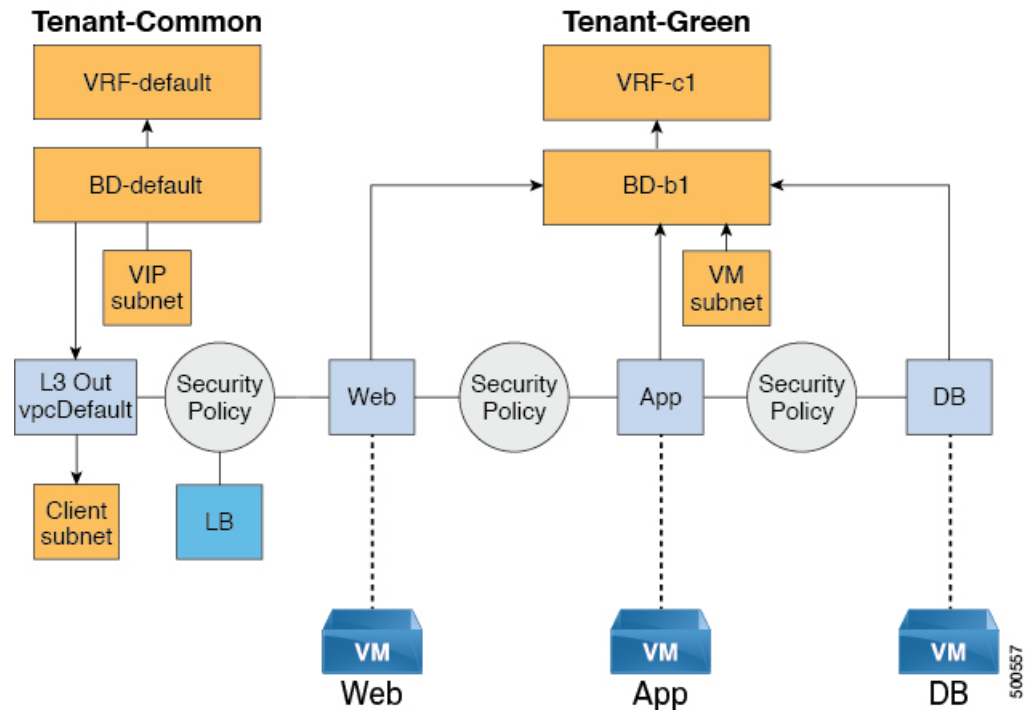 Tenant-Common
Tenant-Green
VRF-default
VRF-c1
BD-default
BD-b1
VIP
subnet
VM
subnet
L3 Out
vpcDefault
Security
Policy
Web
Security
Policy
App
Security
Policy
DB
Client
subnet
LB
VM
VM
VM
Web
App
DB
500557